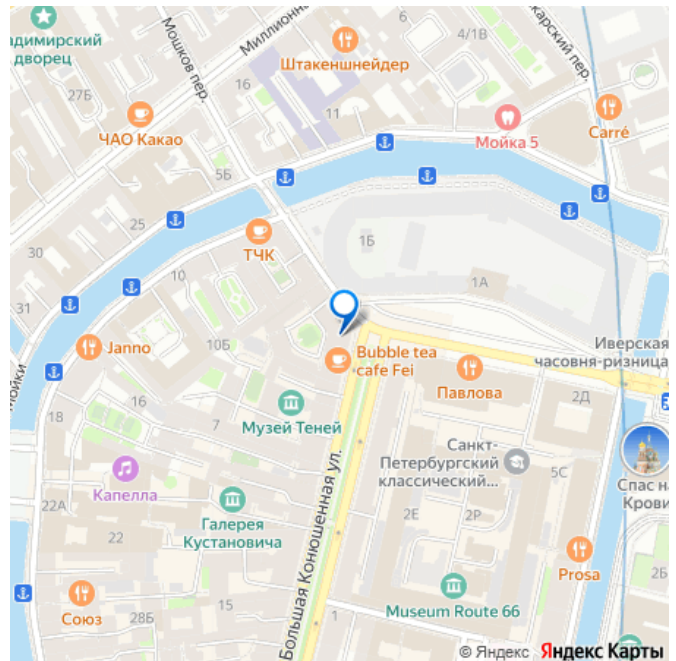 адимирский
дворец
Мошков пер.
Миллионн
Штакеншнейдер
4/1В
карский пер.
27Б
16
11
ЧАО Какао
Мойка 5
Carré
5Б
25
1Б
ТЧК
30
10
1А
31
Janno
10Б
Bubble tea
cafe Fei
Иверская
часовня-ризница
Павлова
мойки
16
2Д
18
Музей Теней
7
Санкт-
Петербургский
классический...
5С
Спас н
Крови
Капелла
22А
Галерея
Кустановича
2Е
2Р
22
Большая Конюшенная ул.
Prosa
2Б
Союз
28Б
15
Museum Route 66
1
© Яндекс Яндекс Карты